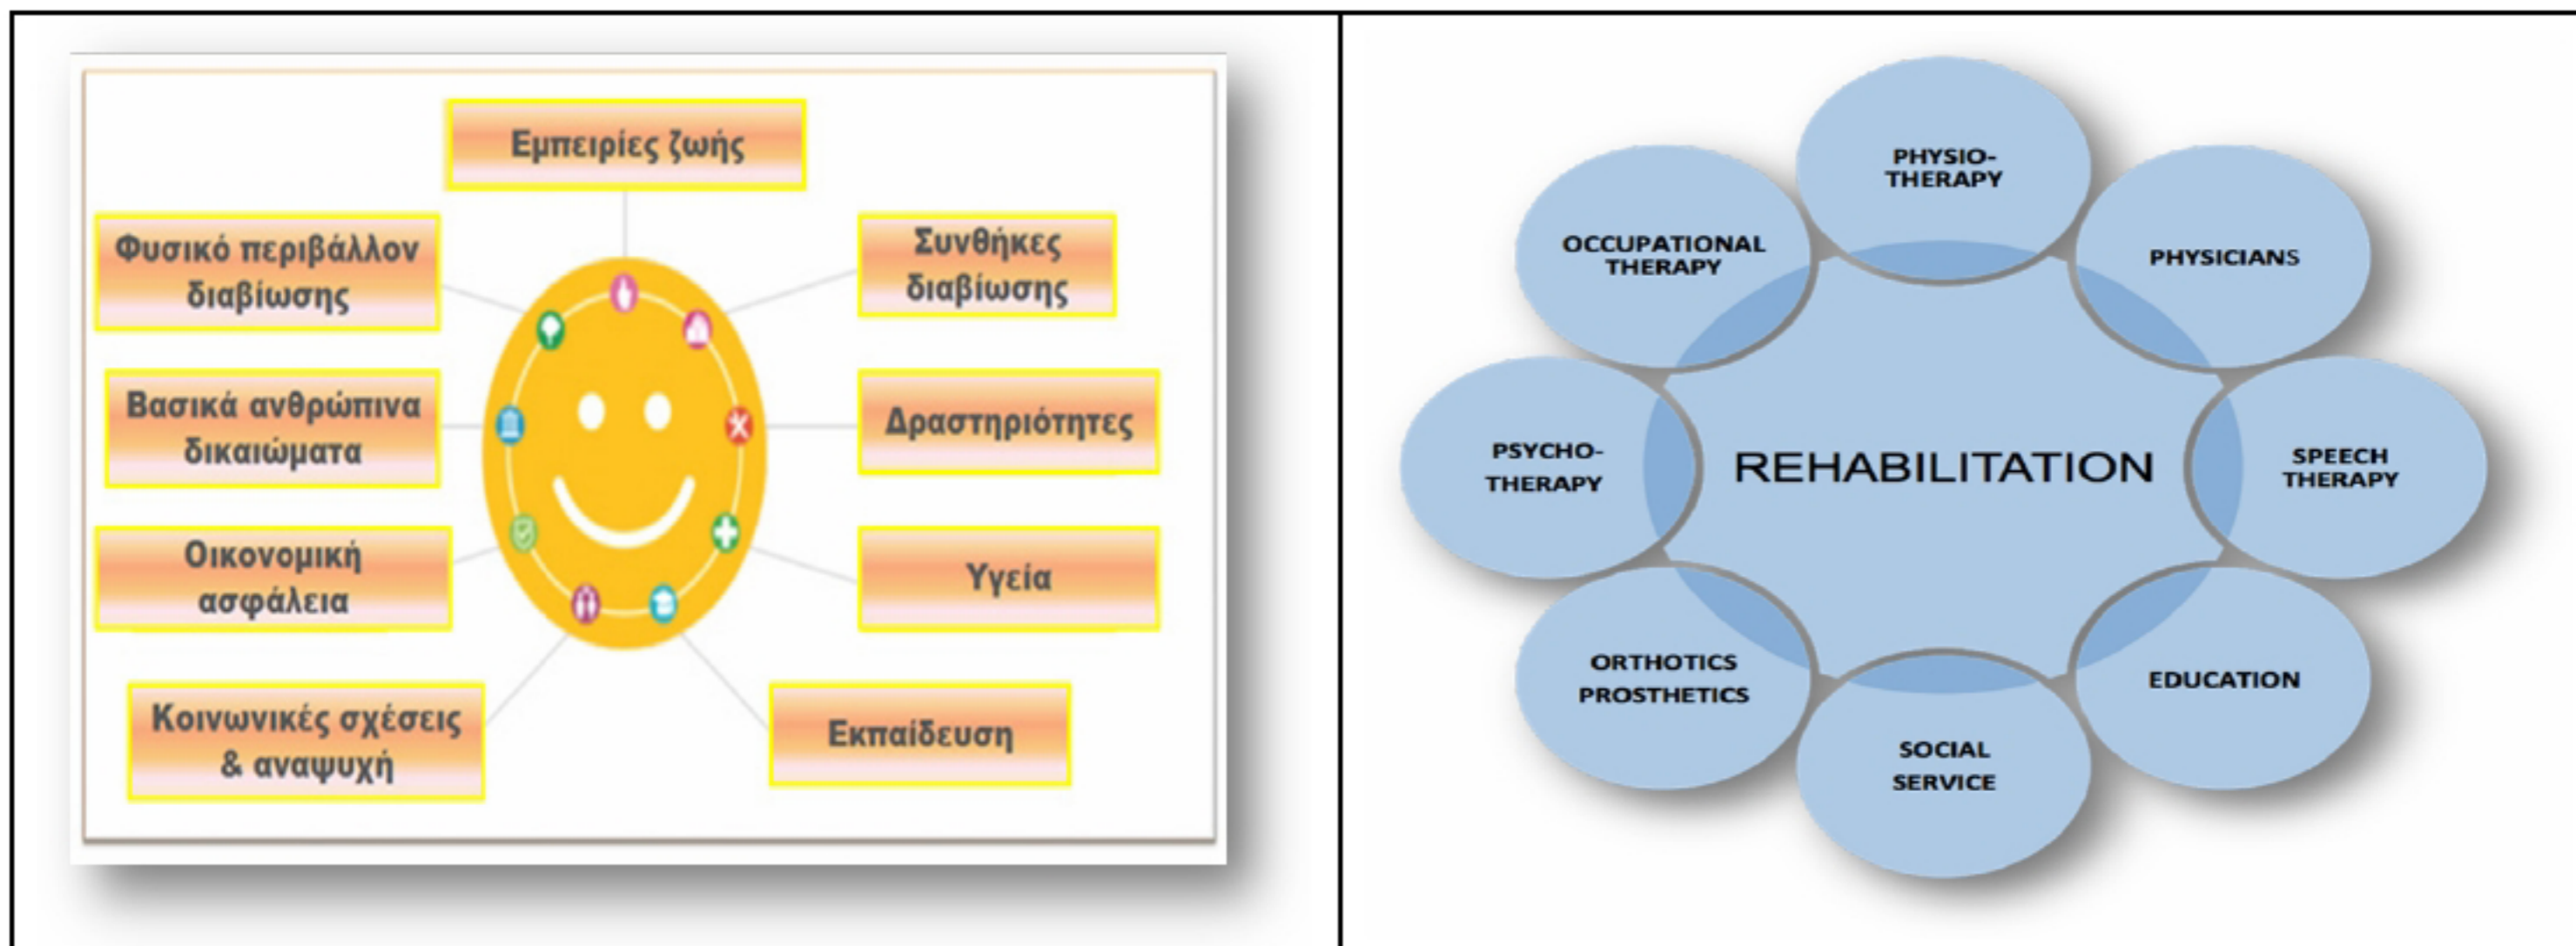 Εμπειρίες ζωής
Φυσικό περιβάλλον
διαβίωσης
Συνθήκες
διαβίωσης
Βασικά ανθρώπινα
δικαιώματα
Δραστηριότητες
Οικονομική
ασφάλεια
Υγεία
Κοινωνικές σχέσεις
& αναψυχή
Εκπαίδευση
PHYSIO-
THERAPY
OCCUPATIONAL
THERAPY
PHYSICIANS
PSYCHO-
THERAPY
REHABILITATION
SPEECH
THERAPY
ORTHOTICS
PROSTHETICS
EDUCATION
SOCIAL
SERVICE